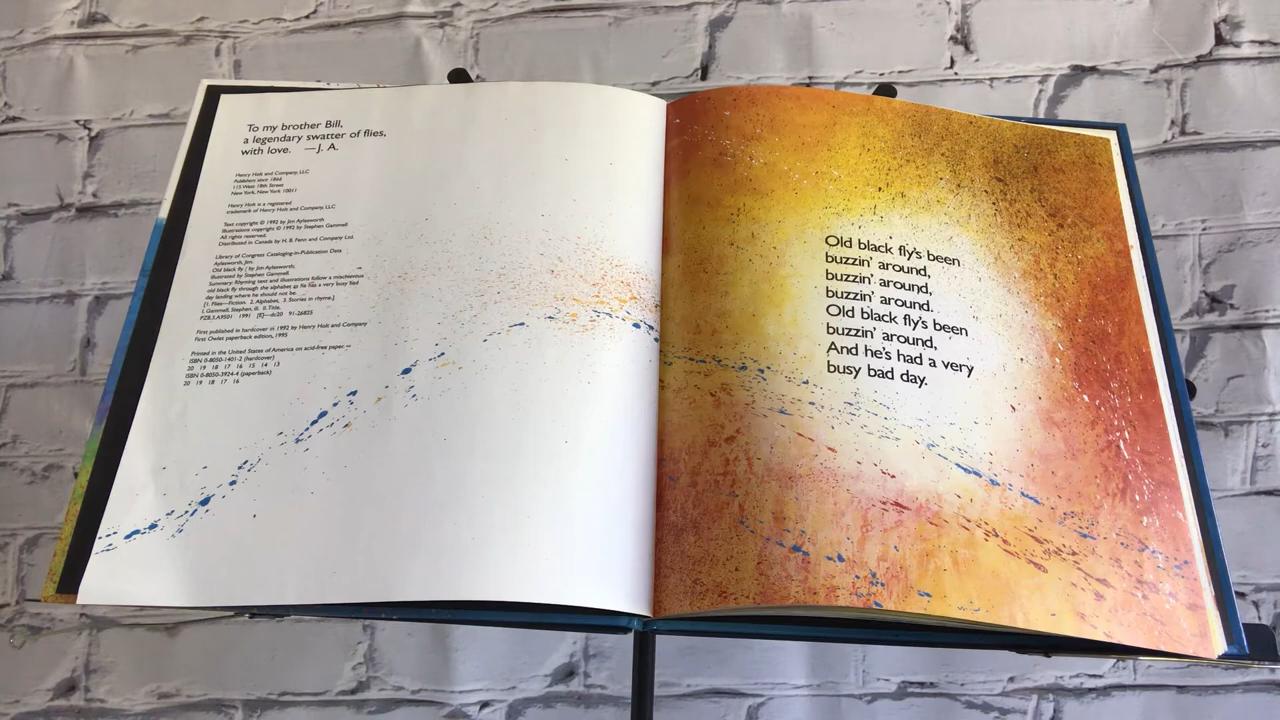 To my brother Bill,
a legendary swatter of flies,
with love. —J. A.
Henry Holt and Company, LLC
Publishers since 1866
115 West 18th Street
New York, New York 10011
Henry Holt is a registered
trademark of Henry Holt and Company, LLC
Text copyright © 1992 by Jim Aylesworth
Illustrations copyright © 1992 by Stephen Gammell
All rights reserved.
Distributed in Canada by H. B. Fenn and Company Ltd.
Library of Congress Cataloging-in-Publication Data
Aylesworth, Jim.
Old black fly / by Jim Aylesworth;
illustrated by Stephen Gammell.
Summary: Rhyming text and illustrations follow a mischievous
old black fly through the alphabet as he has a very busy bad
day landing where he should not be.
[1. Flies—Fiction. 2. Alphabet. 3. Stories in rhyme.]
I. Gammell, Stephen, ill. II. Title.
PZ8.3.A95Ol 1991 [E]—dc20 91-26825
First published in hardcover in 1992 by Henry Holt and Company
First Owlet paperback edition, 1995
Printed in the United States of America on acid-free paper. ∞
ISBN 0-8050-1401-2 (hardcover)
20 19 18 17 16 15 14 13
ISBN 0-8050-3924-4 (paperback)
20 19 18 17 16
Old black fly's been
buzzin' around,
buzzin' around,
buzzin' around.
Old black fly's been
buzzin' around,
And he's had a very
busy bad day.